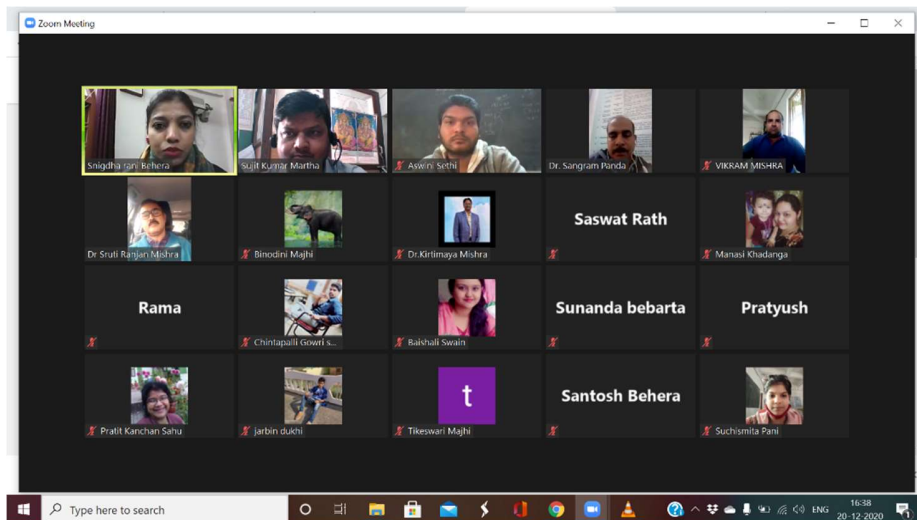 Zoom Meeting
Snigdha rani Behera
Sujit Kumar Martha
Aswini Sethi
Dr. Sangram Panda
VIKRAM MISHRA
Dr Sruti Ranjan Mishra
Binodini Majhi
Dr.Kirtimaya Mishra
Saswat Rath
Manasi Khadanga
Rama
Chintapalli Gowri s...
Baishali Swain
Sunanda bebarta
Pratyush
Pratit Kanchan Sahu
jarbin dukhi
t
Tikeswari Majhi
Santosh Behera
Suchismita Pani
Type here to search
ENG
16:38
20-12-2020